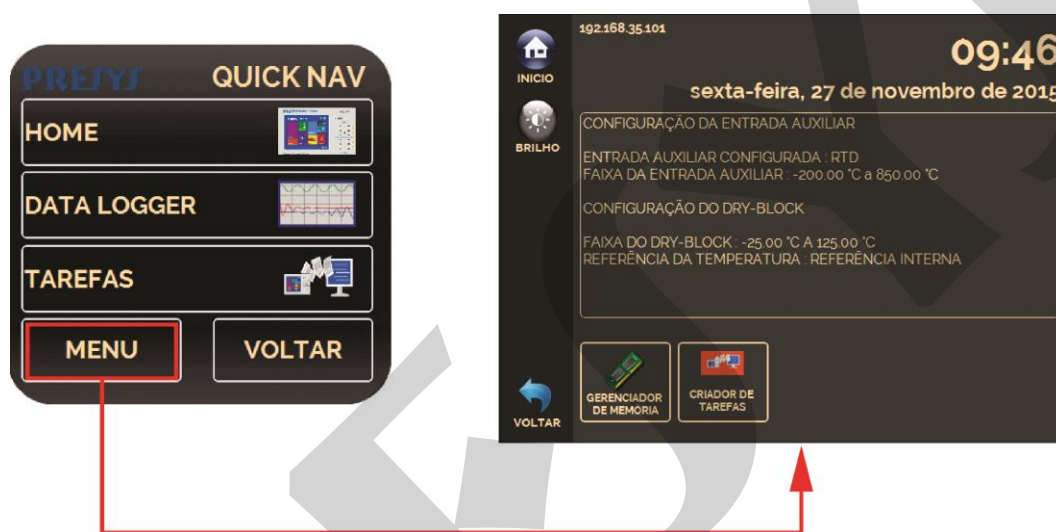 PRESYS
QUICK NAV
HOME
DATA LOGGER
TAREFAS
MENU
VOLTAR
192.168.35.101
09:46
sexta-feira, 27 de novembro de 2015
INICIO
BRILHO
CONFIGURAÇÃO DA ENTRADA AUXILIAR
ENTRADA AUXILIAR CONFIGURADA : RTD
FAIXA DA ENTRADA AUXILIAR : -200.00 °C a 850.00 °C
CONFIGURAÇÃO DO DRY-BLOCK
FAIXA DO DRY-BLOCK : -25.00 °C A 125.00 °C
REFERÊNCIA DA TEMPERATURA : REFERÊNCIA INTERNA
GERENCIADOR
DE MEMÓRIA
CRIADOR DE
TAREFAS
VOLTAR